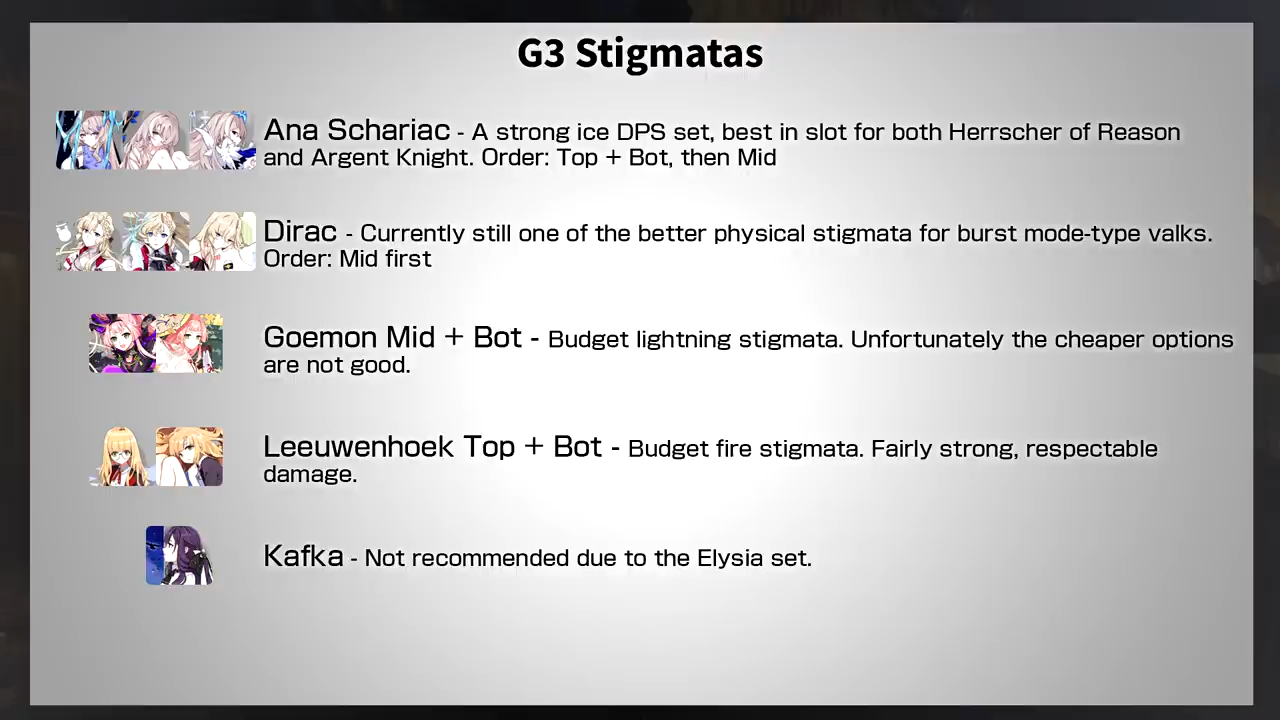 G3 Stigmatas
Ana Schariac - A strong ice DPS set, best in slot for both Herrscher of Reason
and Argent Knight. Order: Top + Bot, then Mid
Dirac - Currently still one of the better physical stigmata for burst mode-type valks.
Order: Mid first
Goemon Mid + Bot - Budget lightning stigmata. Unfortunately the cheaper options
are not good.
Leeuwenhoek Top + Bot - Budget fire stigmata. Fairly strong, respectable
damage.
Kafka - Not recommended due to the Elysia set.